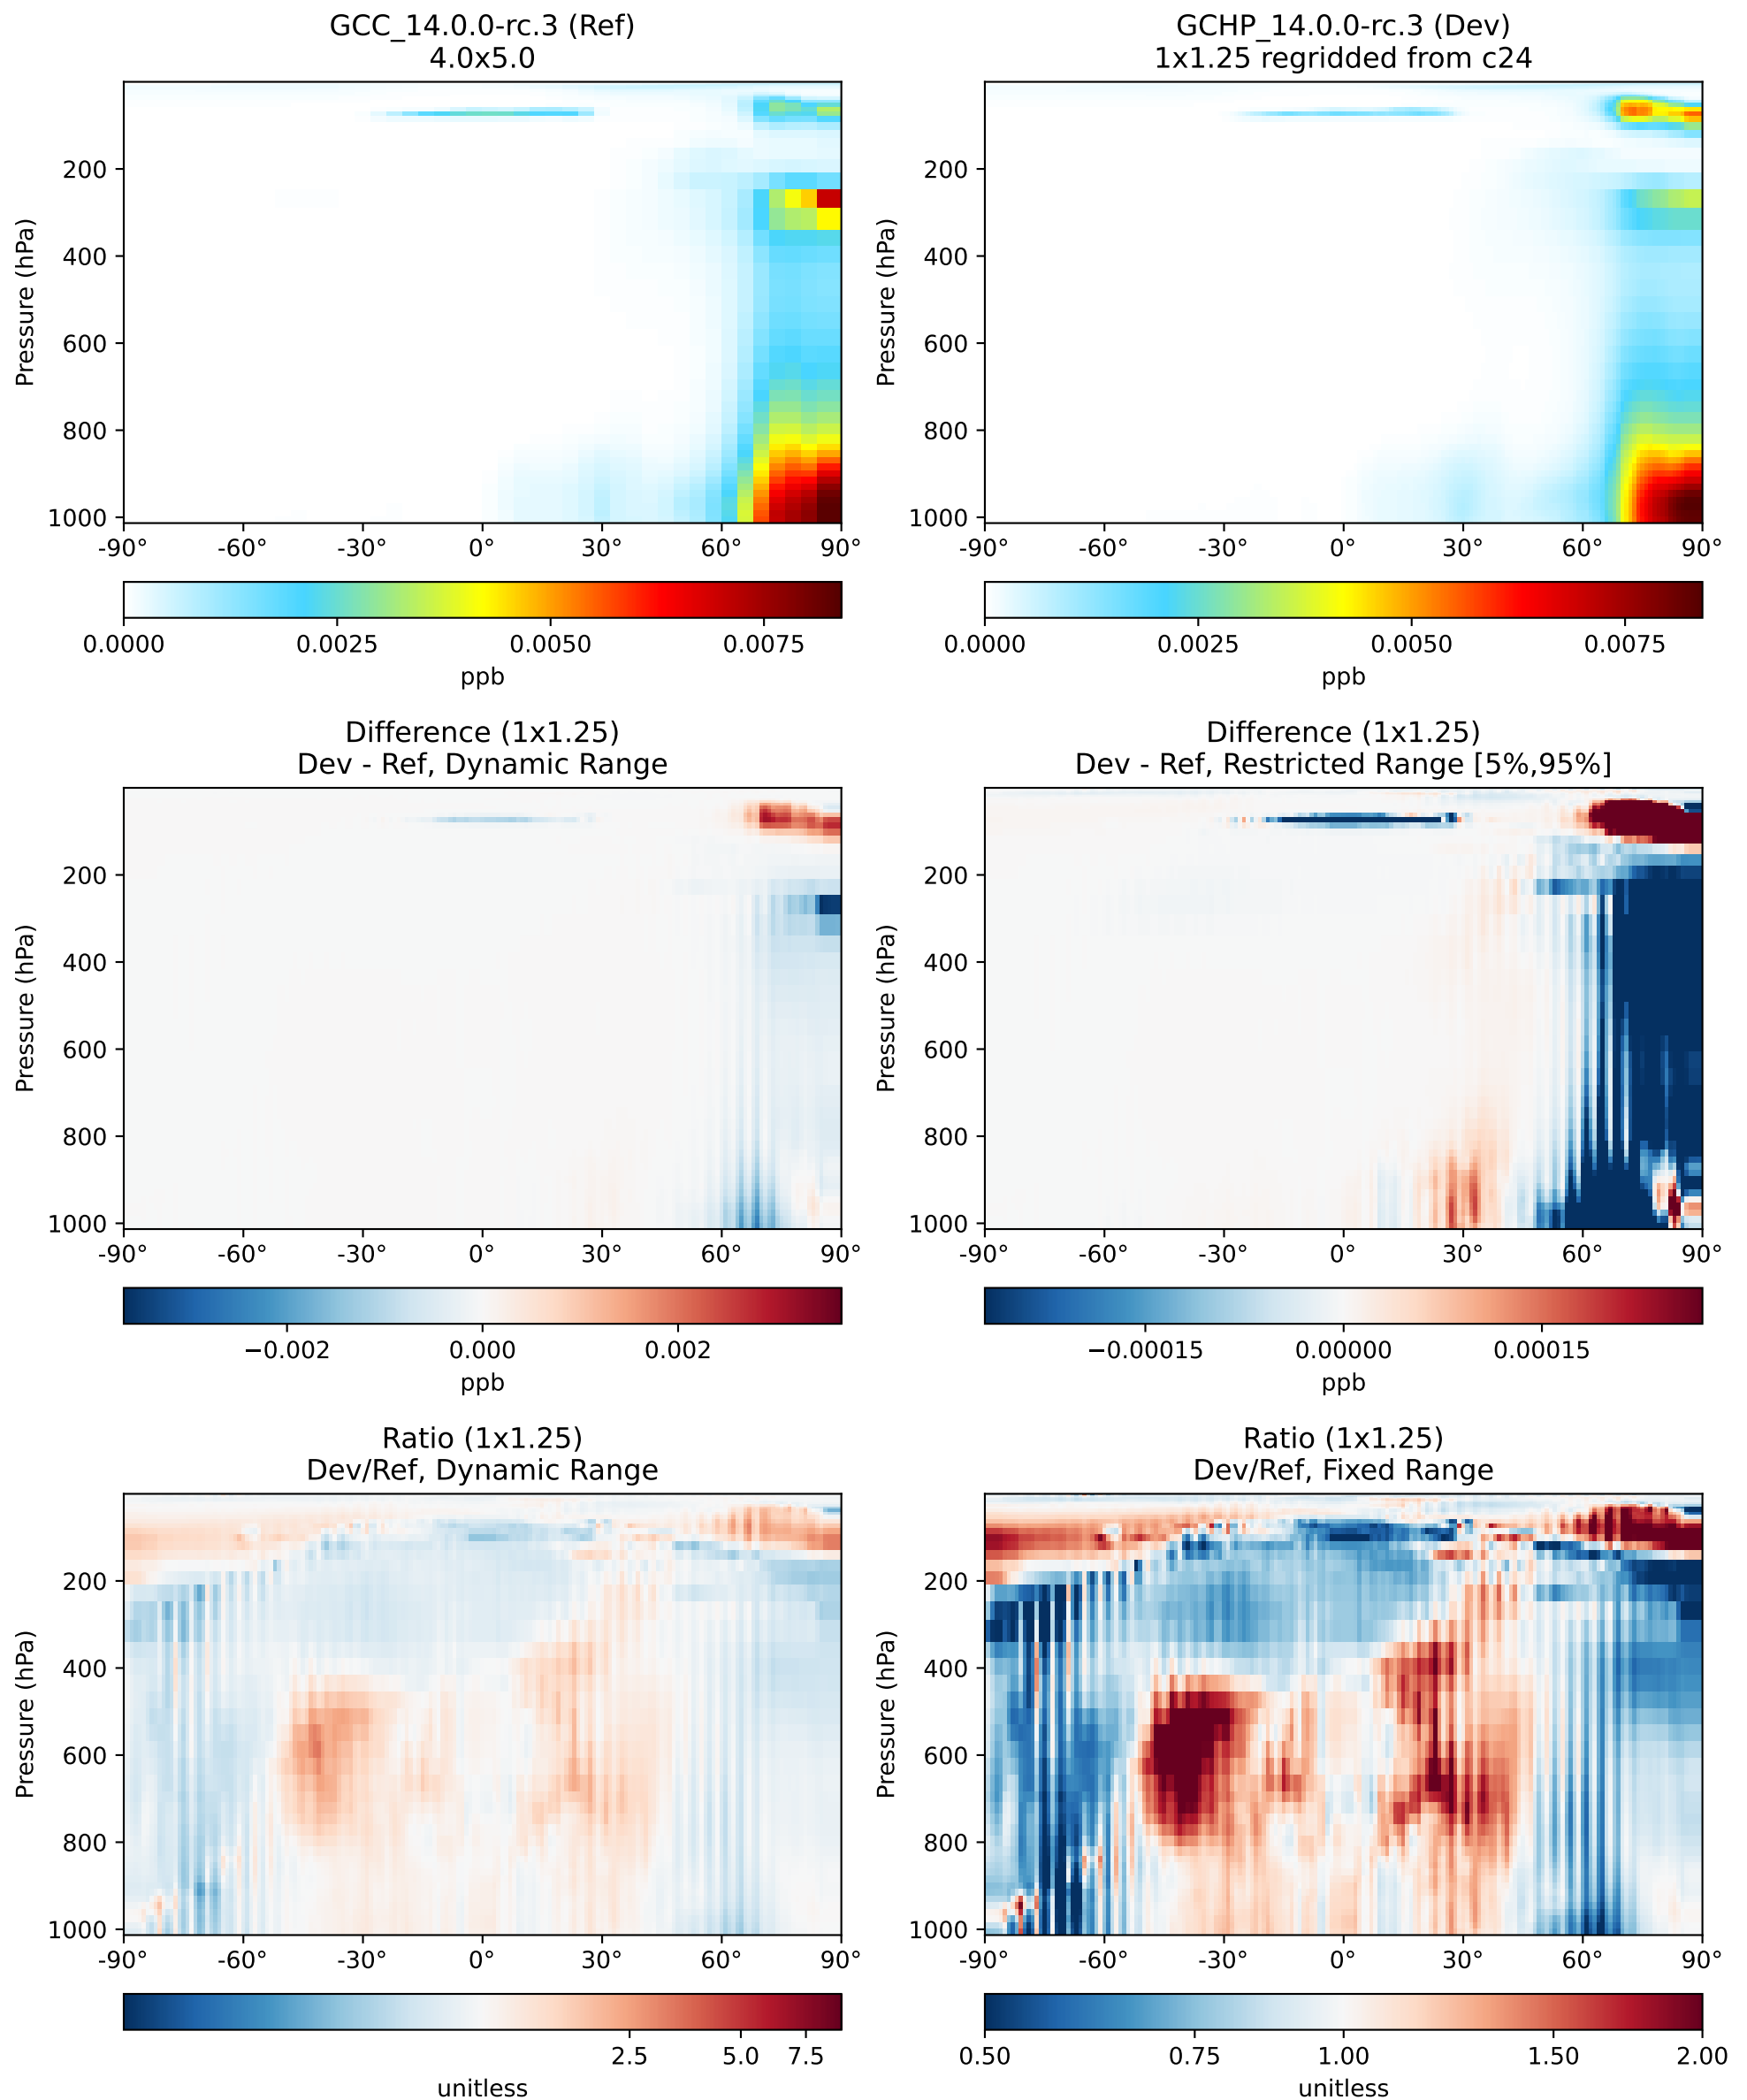 GCC_14.0.0-rc.3 (Ref)
4.0x5.0
Pressure (hPa)
200
400
600
800
1000
-90° -60° -30° 0° 30° 60° 90°
0.0000 0.0025 0.0050 0.0075
ppb
GCHP_14.0.0-rc.3 (Dev)
1x1.25 regridded from c24
Pressure (hPa)
200
400
600
800
1000
-90° -60° -30° 0° 30° 60° 90°
0.0000 0.0025 0.0050 0.0075
ppb
Difference (1x1.25)
Dev - Ref, Dynamic Range
Pressure (hPa)
200
400
600
800
1000
-90° -60° -30° 0° 30° 60° 90°
−0.002 0.000 0.002
ppb
Difference (1x1.25)
Dev - Ref, Restricted Range [5%,95%]
Pressure (hPa)
200
400
600
800
1000
-90° -60° -30° 0° 30° 60° 90°
−0.00015 0.00000 0.00015
ppb
Ratio (1x1.25)
Dev/Ref, Dynamic Range
Pressure (hPa)
200
400
600
800
1000
-90° -60° -30° 0° 30° 60° 90°
2.5 5.0 7.5
unitless
Ratio (1x1.25)
Dev/Ref, Fixed Range
Pressure (hPa)
200
400
600
800
1000
-90° -60° -30° 0° 30° 60° 90°
0.50 0.75 1.00 1.50 2.00
unitless